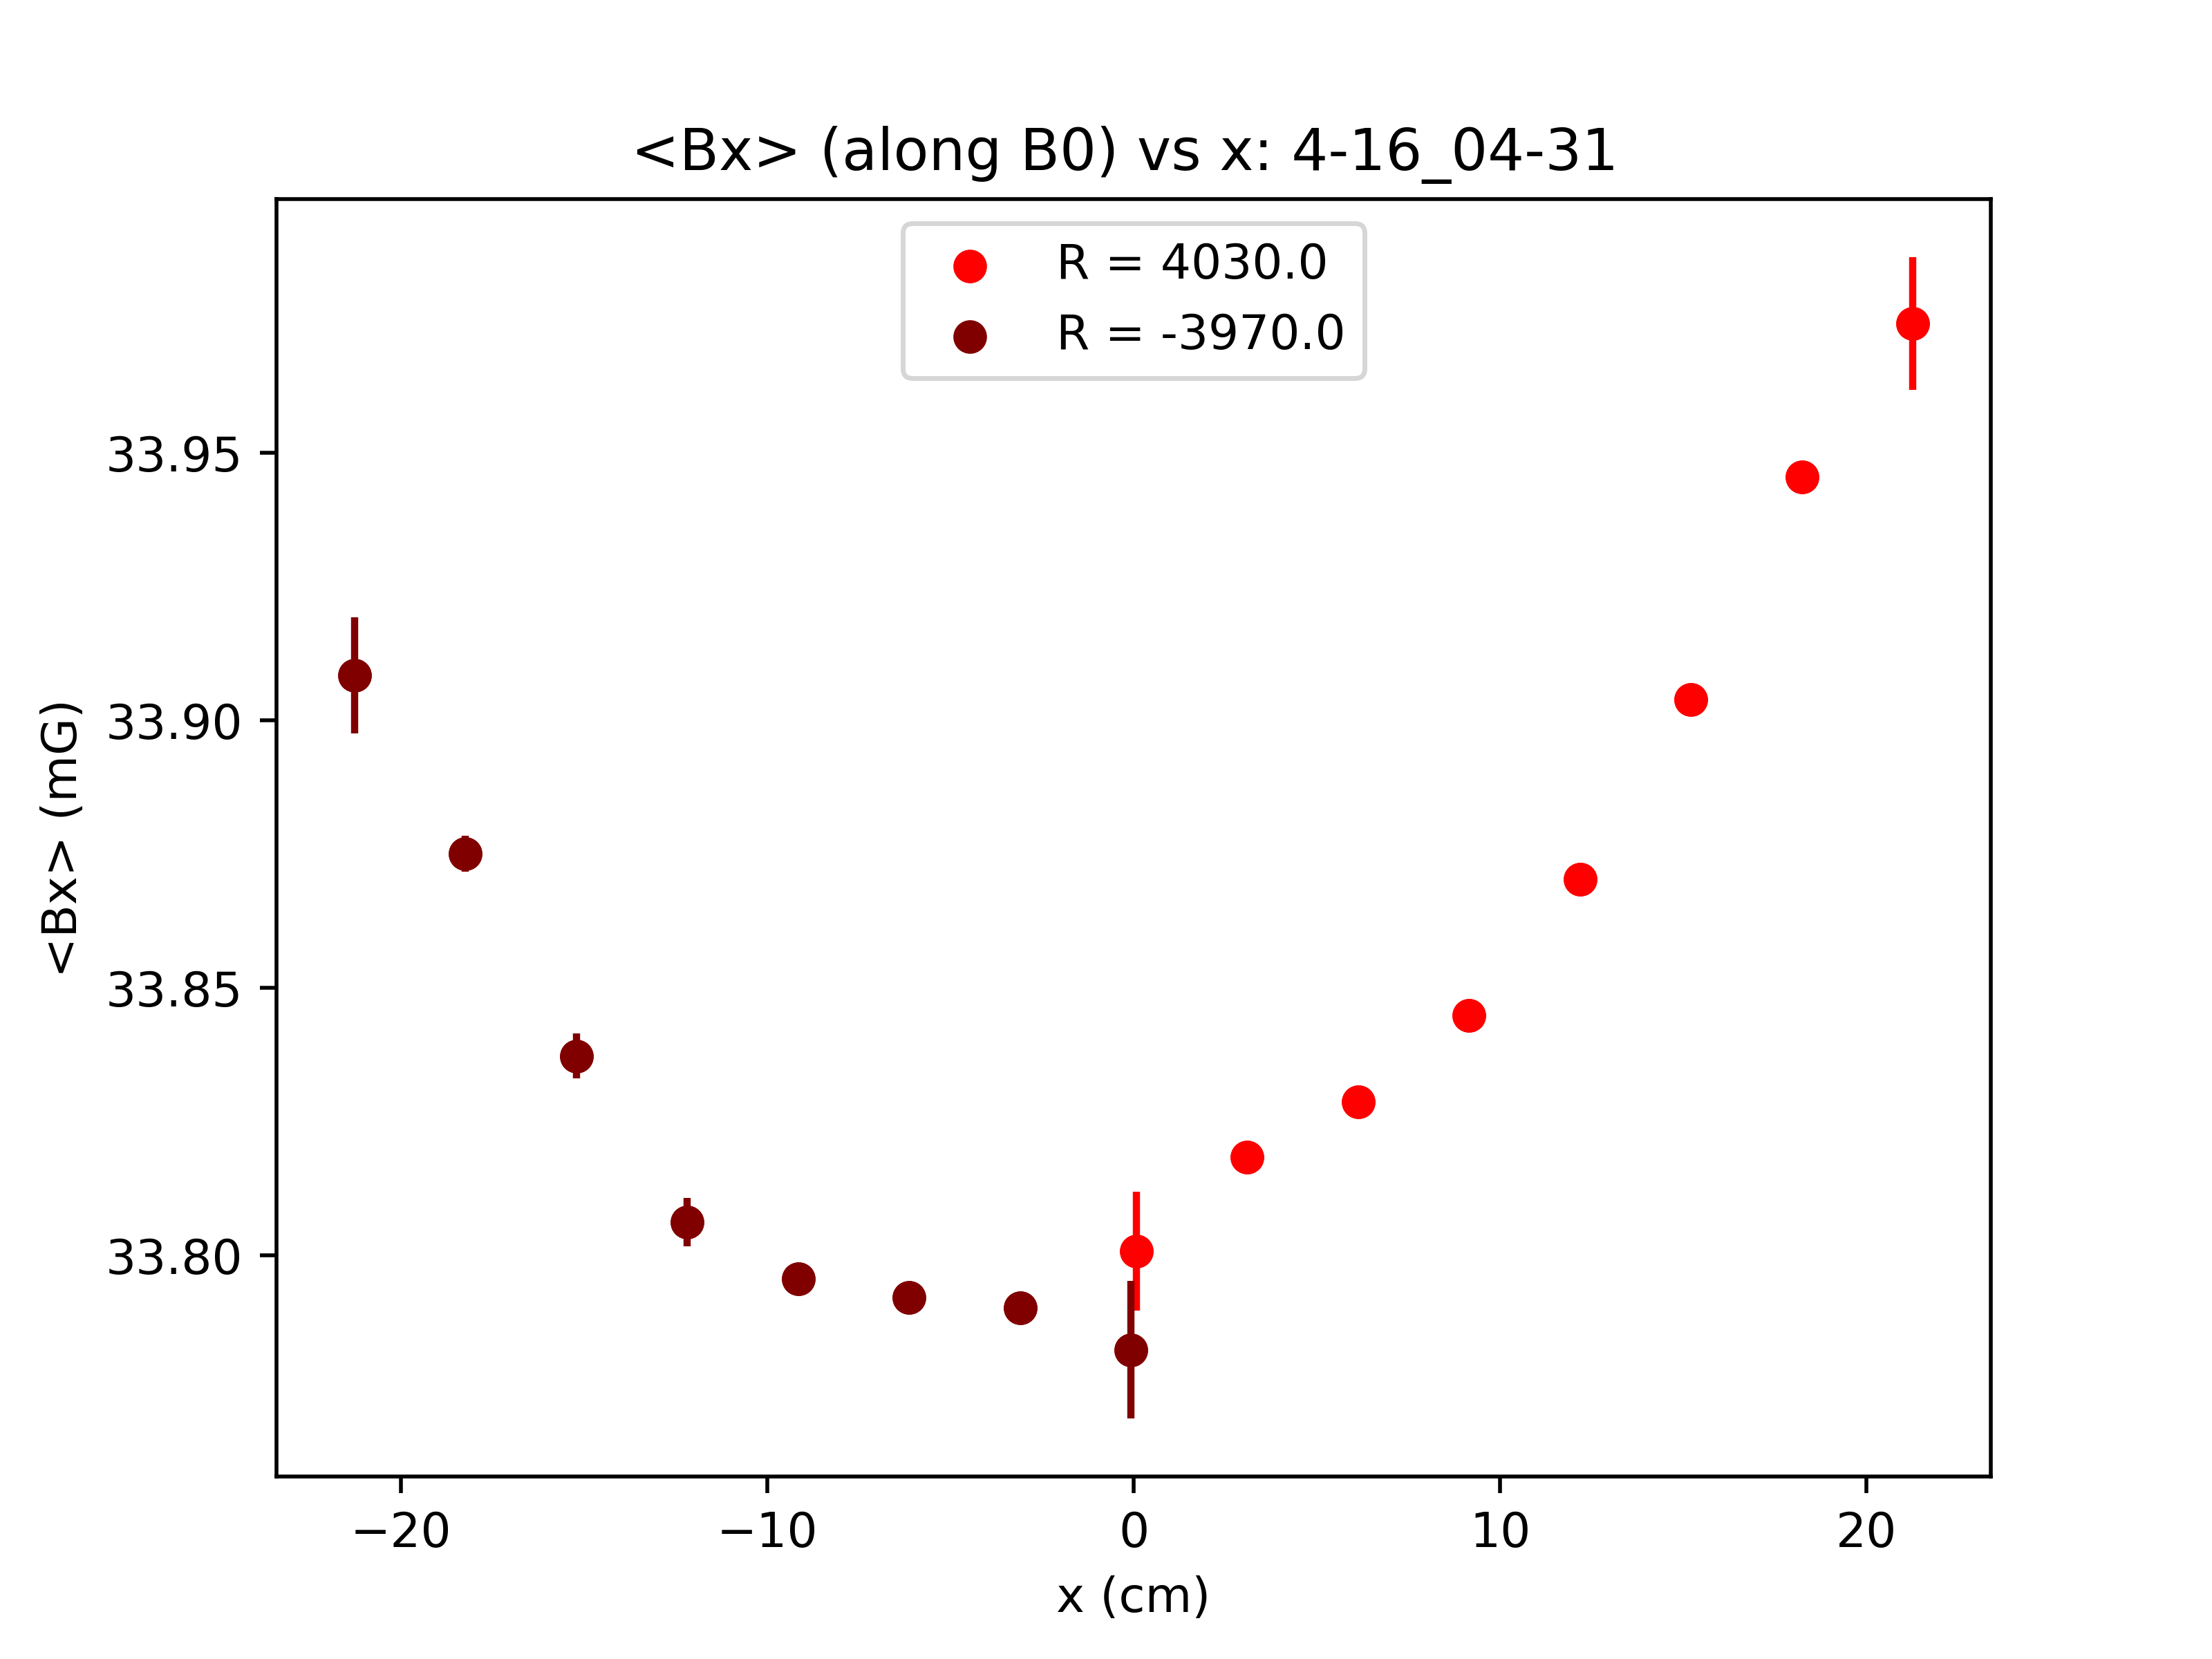 <Bx> (along B0) vs x: 4-16_04-31
R = 4030.0
R = -3970.0
<Bx> (mG)
33.95
33.90
33.85
33.80
−20 −10 0 10 20
x (cm)